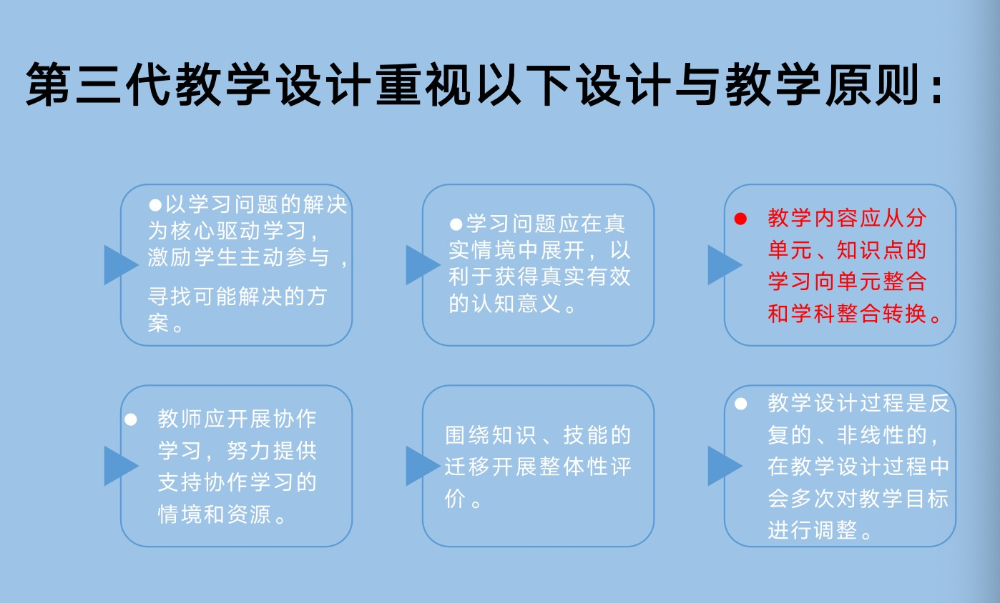 第三代教学设计重视以下设计与教学原则：
●以学习问题的解决
为核心驱动学习，
激励学生主动参与，
寻找可能解决的方
案。
●学习问题应在真
实情境中展开，以
利于获得真实有效
的认知意义。
● 教学内容应从分
单元、知识点的
学习向单元整合
和学科整合转换。
● 教师应开展协作
学习，努力提供
支持协作学习的
情境和资源。
围绕知识、技能的
迁移开展整体性评
价。
● 教学设计过程是反
复的、非线性的，
在教学设计过程中
会多次对教学目标
进行调整。